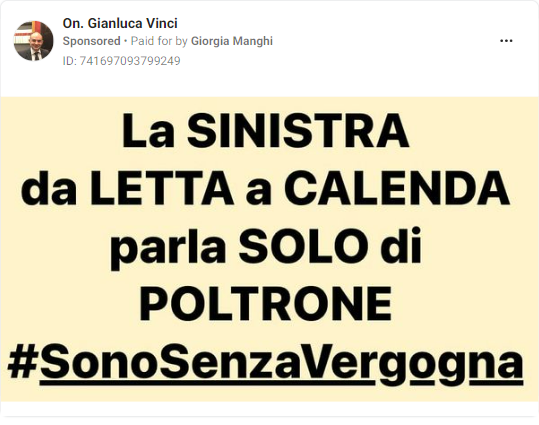 On. Gianluca Vinci
Sponsored • Paid for by Giorgia Manghi
ID: 741697093799249
La SINISTRA
da LETTA a CALENDA
parla SOLO di
POLTRONE
#SonoSenzaVergogna